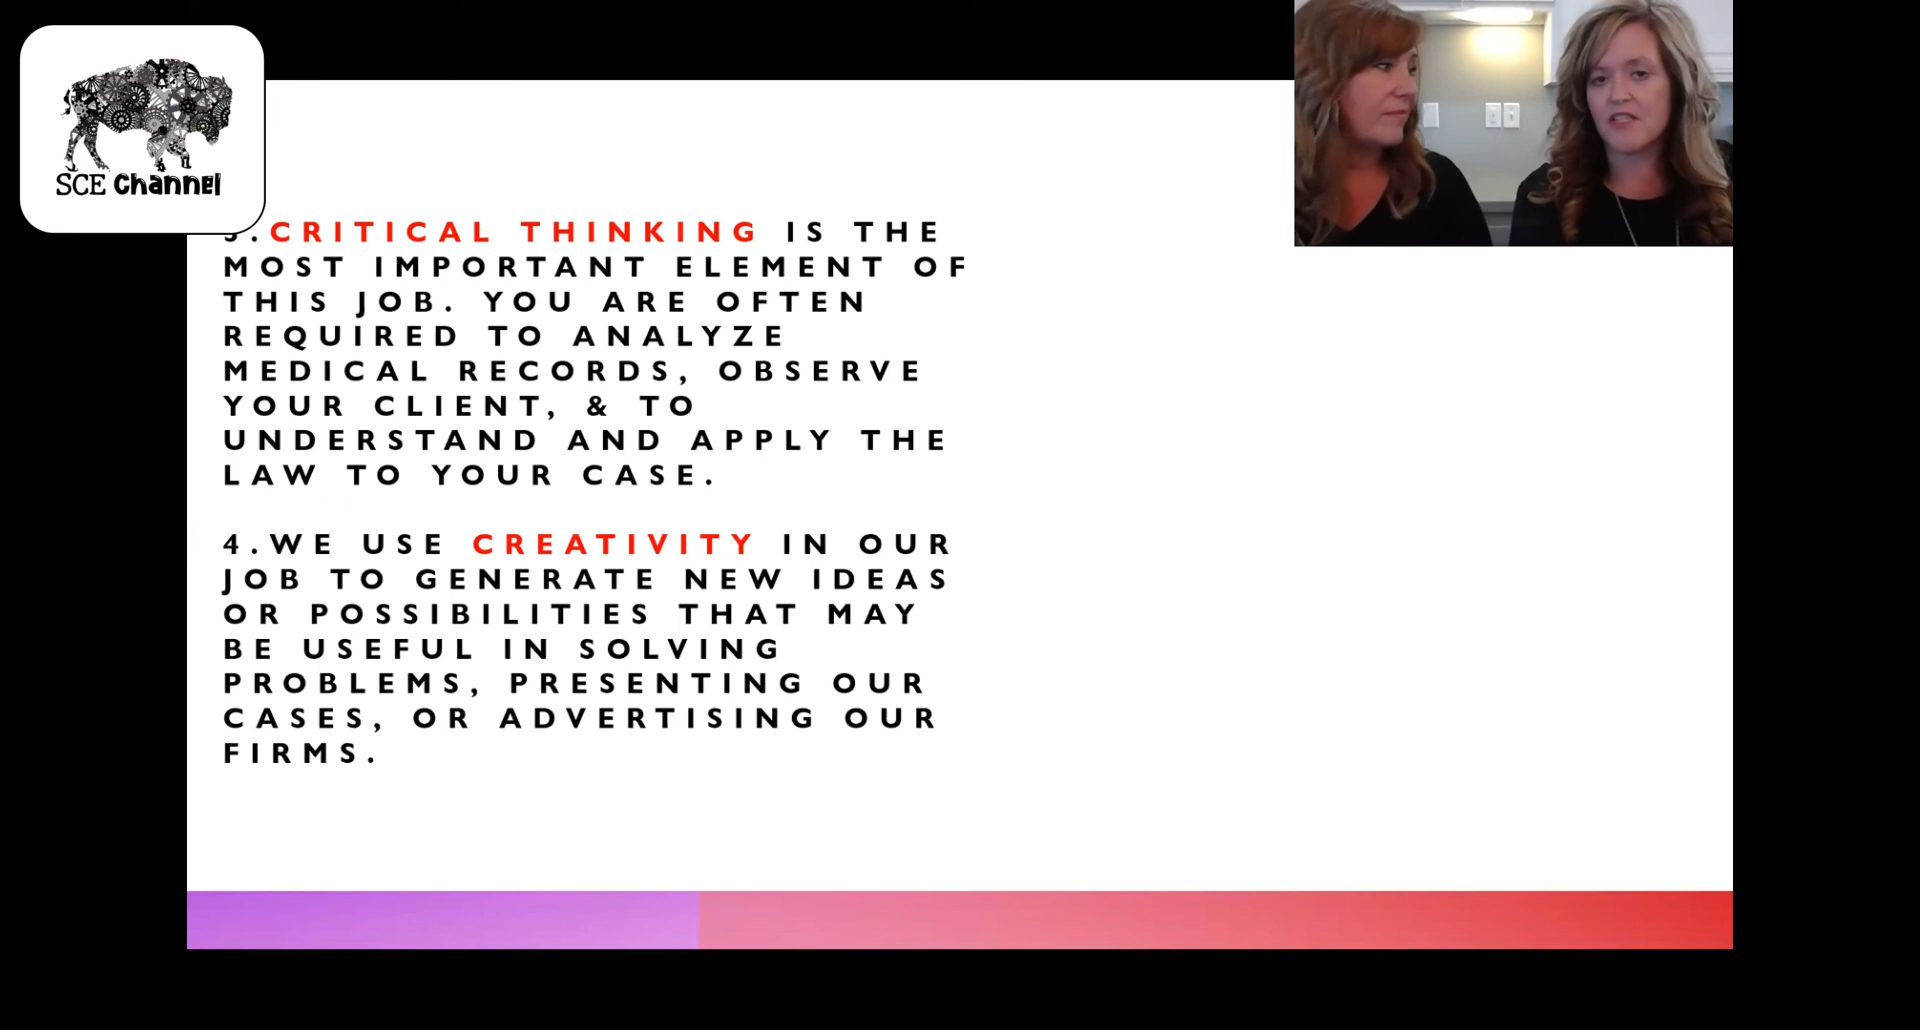 SCE Channel
3.CRITICAL THINKING IS THE
MOST IMPORTANT ELEMENT OF
THIS JOB. YOU ARE OFTEN
REQUIRED TO ANALYZE
MEDICAL RECORDS, OBSERVE
YOUR CLIENT, & TO
UNDERSTAND AND APPLY THE
LAW TO YOUR CASE.
4.WE USE CREATIVITY IN OUR
JOB TO GENERATE NEW IDEAS
OR POSSIBILITIES THAT MAY
BE USEFUL IN SOLVING
PROBLEMS, PRESENTING OUR
CASES, OR ADVERTISING OUR
FIRMS.